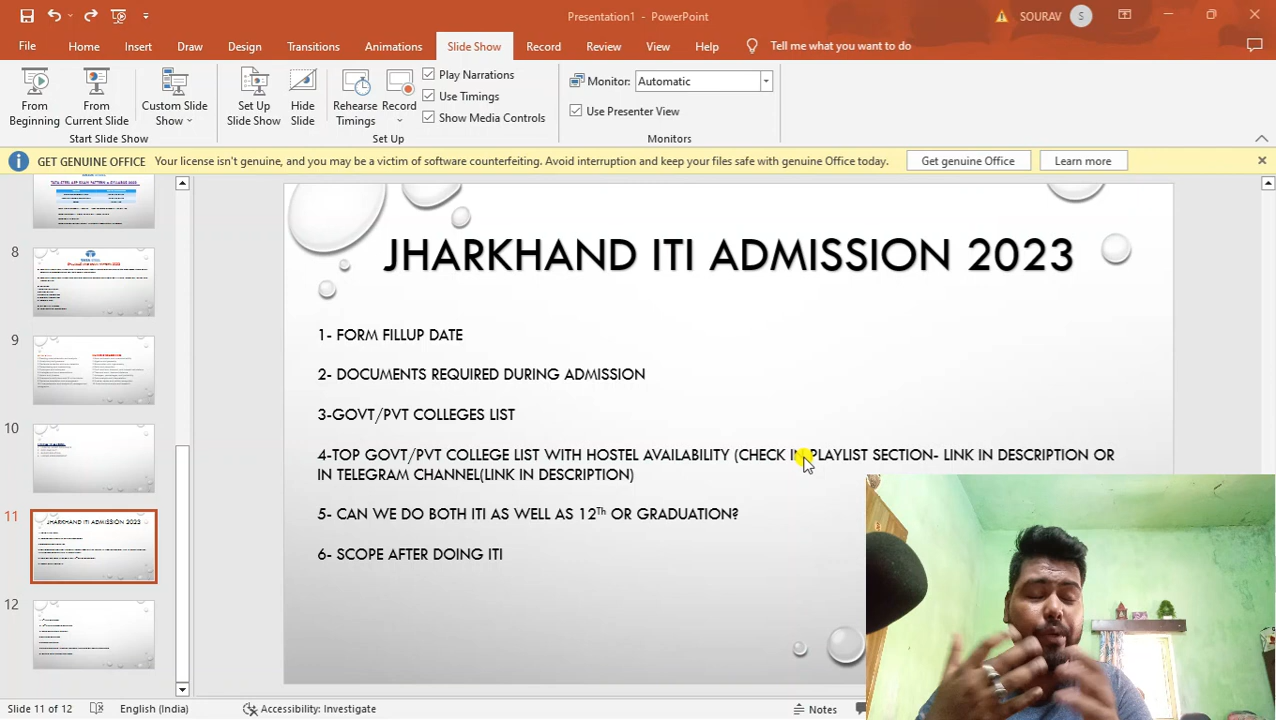 Presentation1 - PowerPoint
SOURAV
S
File
Home
Insert
Draw
Design
Transitions
Animations
Slide Show
Record
Review
View
Help
Tell me what you want to do
From Beginning
From Current Slide
Custom Slide Show
Start Slide Show
Set Up Slide Show
Hide Slide
Rehearse Timings
Record
Play Narrations
Use Timings
Show Media Controls
Set Up
Monitor: Automatic
Use Presenter View
Monitors
GET GENUINE OFFICE Your license isn't genuine, and you may be a victim of software counterfeiting. Avoid interruption and keep your files safe with genuine Office today.
Get genuine Office
Learn more
8
9
10
11
JHARKHAND ITI ADMISSION 2023
12
JHARKHAND ITI ADMISSION 2023
1- FORM FILLUP DATE
2- DOCUMENTS REQUIRED DURING ADMISSION
3-GOVT/PVT COLLEGES LIST
4-TOP GOVT/PVT COLLEGE LIST WITH HOSTEL AVAILABILITY (CHECK IN PLAYLIST SECTION- LINK IN DESCRIPTION OR
IN TELEGRAM CHANNEL(LINK IN DESCRIPTION)
5- CAN WE DO BOTH ITI AS WELL AS 12Th OR GRADUATION?
6- SCOPE AFTER DOING ITI
Slide 11 of 12
English (India)
Accessibility: Investigate
Notes